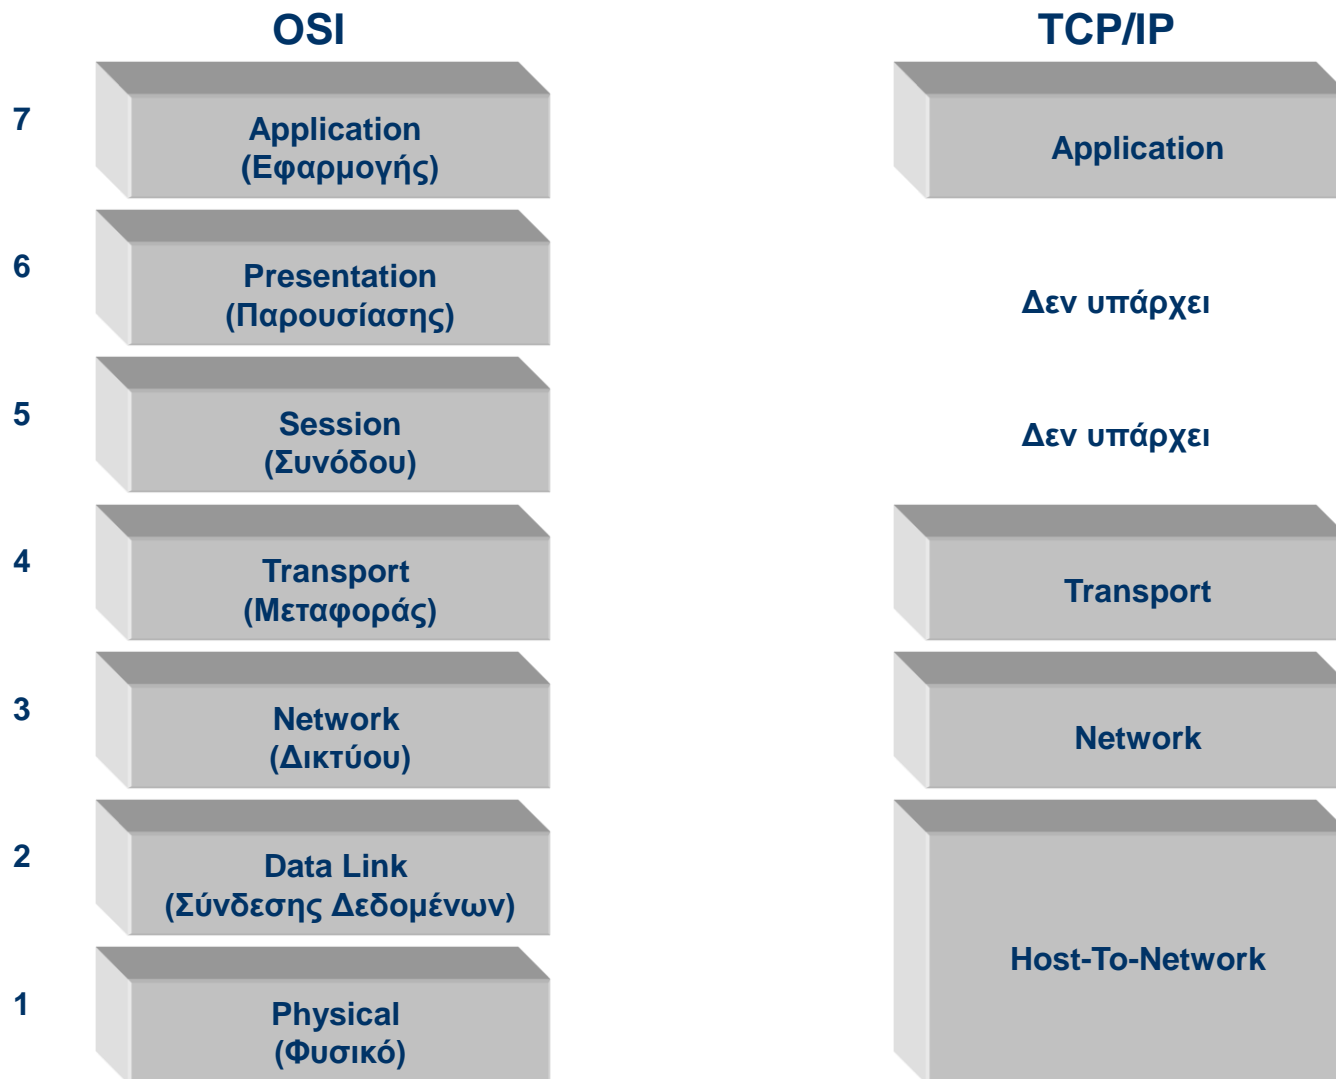 OSI
TCP/IP
7
Application
(Εφαρμογής)
Application
6
Presentation
(Παρουσίασης)
Δεν υπάρχει
5
Session
(Συνόδου)
Δεν υπάρχει
4
Transport
(Μεταφοράς)
Transport
3
Network
(Δικτύου)
Network
2
Data Link
(Σύνδεσης Δεδομένων)
Host-To-Network
1
Physical
(Φυσικό)